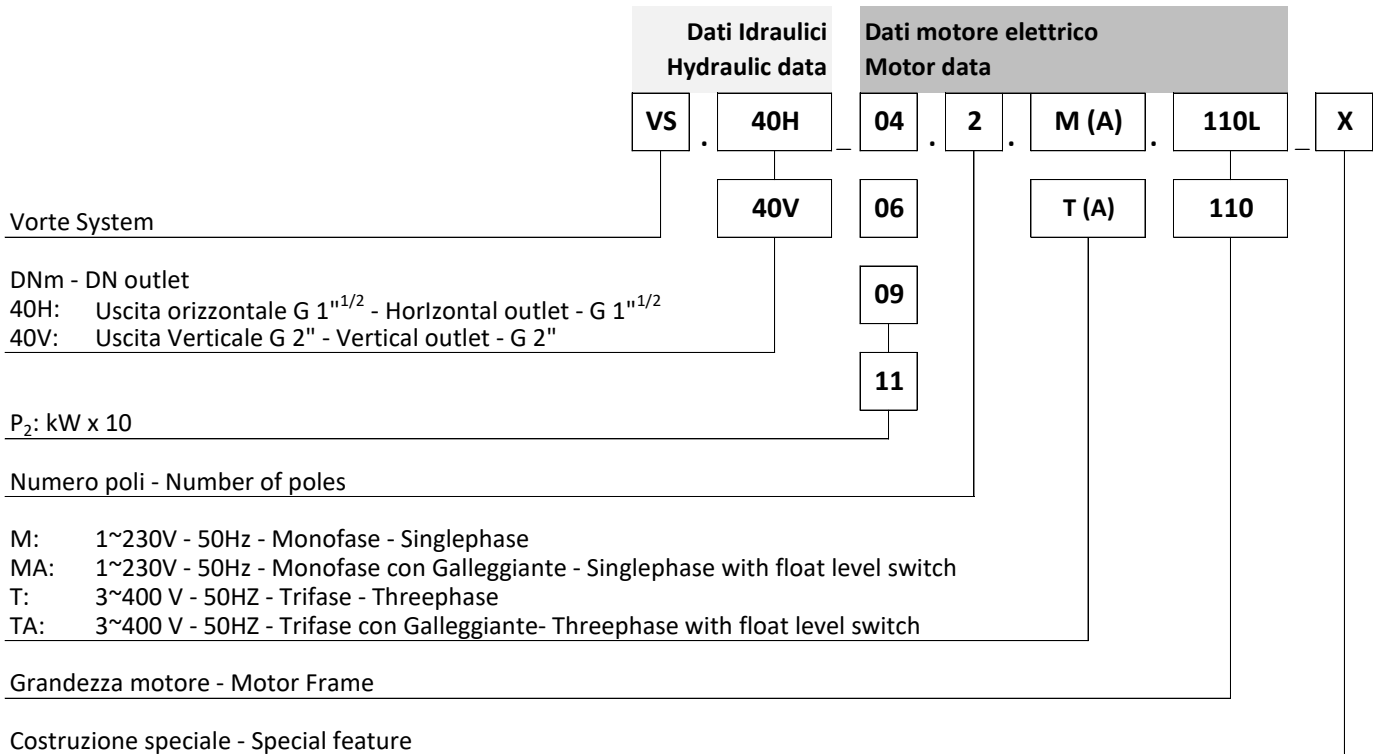 Dati Idraulici Dati motore elettrico
Hydraulic data Motor data
VS . 40H _ 04 . 2 . M (A) . 110L _ X
40V 06 T (A) 110
Vorte System
DNm - DN outlet
09
40H: Uscita orizzontale G 1"1/2 - HorIzontal outlet - G 1"1/2
40V: Uscita Verticale G 2" - Vertical outlet - G 2"
11
P2: kW x 10
Numero poli - Number of poles
M: 1~230V - 50Hz - Monofase - Singlephase
MA: 1~230V - 50Hz - Monofase con Galleggiante - Singlephase with float level switch
T: 3~400 V - 50HZ - Trifase - Threephase
TA: 3~400 V - 50HZ - Trifase con Galleggiante- Threephase with float level switch
Grandezza motore - Motor Frame
Costruzione speciale - Special feature